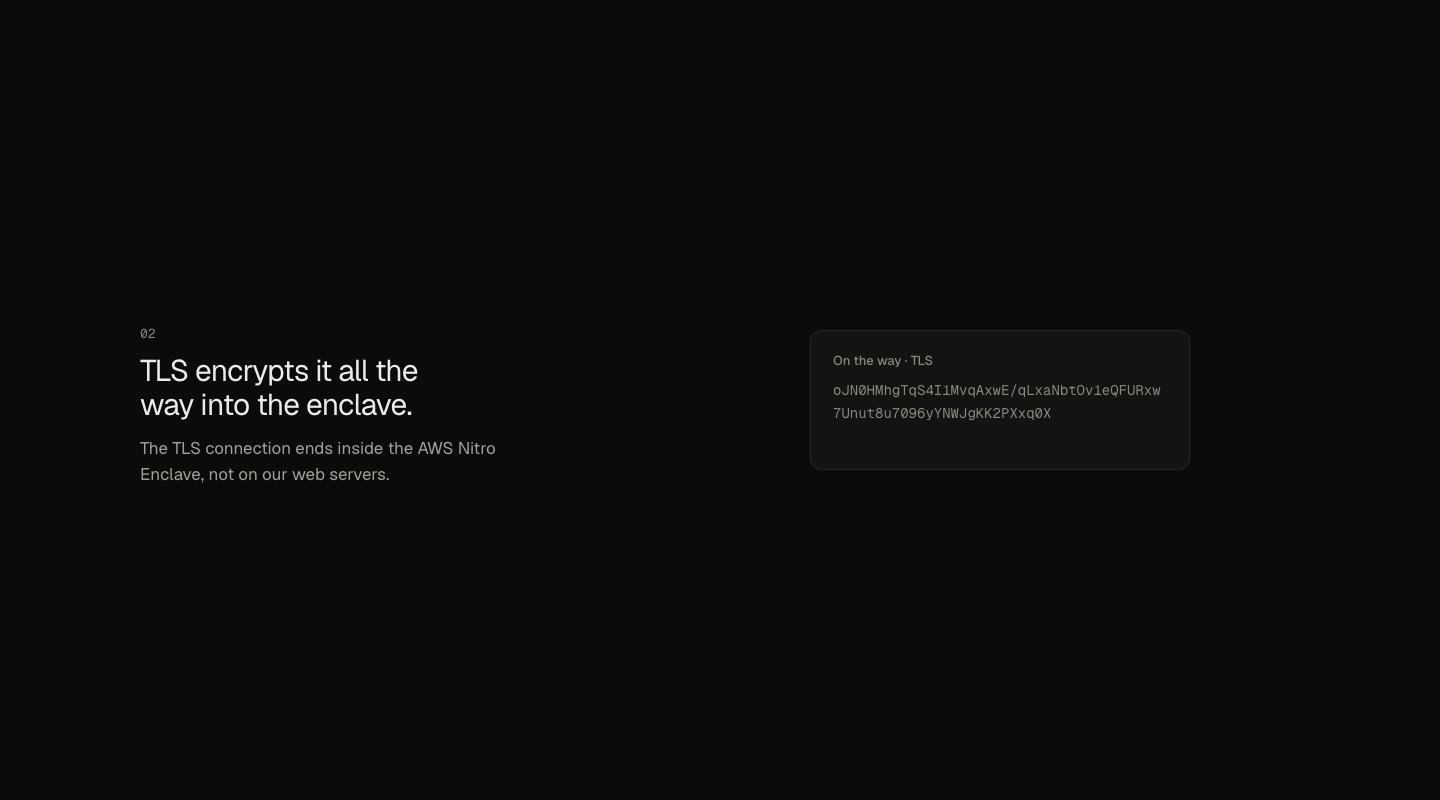 02
TLS encrypts it all the
way into the enclave.
The TLS connection ends inside the AWS Nitro
Enclave, not on our web servers.
On the way · TLS
oJN0HMhgTqS4I1MvqAxwE/qLxaNbtOv1eQFURxw
7Unut8u7096yYNWJgKK2PXxq0X